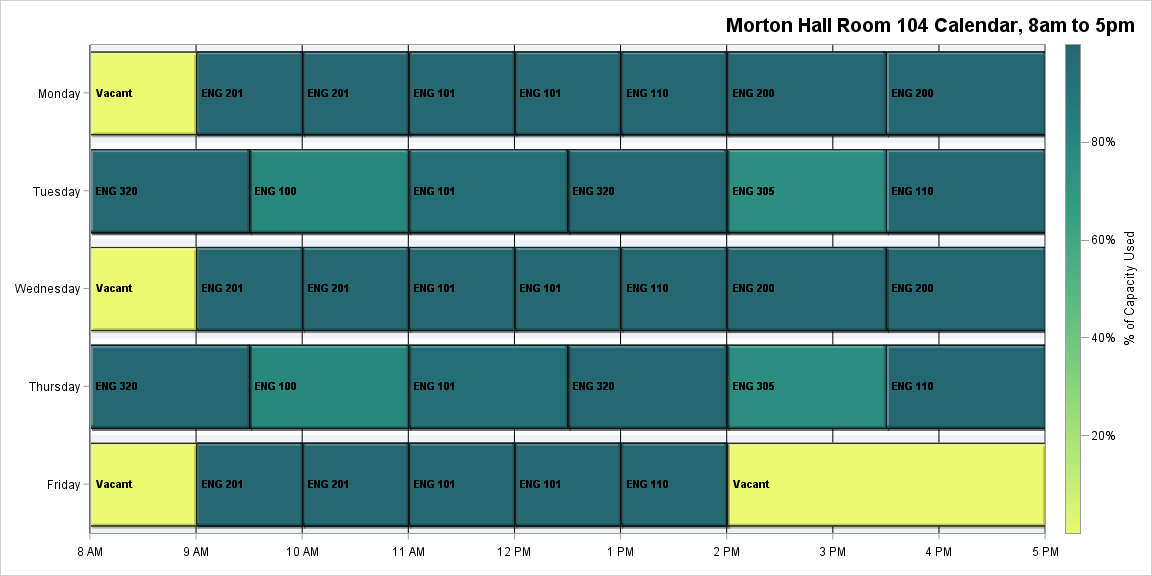 Morton Hall Room 104 Calendar, 8am to 5pm
Monday Vacant ENG 201 ENG 201 ENG 101 ENG 101 ENG 110 ENG 200 ENG 200
Tuesday ENG 320 ENG 100 ENG 101 ENG 320 ENG 305 ENG 110
Wednesday Vacant ENG 201 ENG 201 ENG 101 ENG 101 ENG 110 ENG 200 ENG 200
Thursday ENG 320 ENG 100 ENG 101 ENG 320 ENG 305 ENG 110
Friday Vacant ENG 201 ENG 201 ENG 101 ENG 101 ENG 110 Vacant
8 AM 9 AM 10 AM 11 AM 12 PM 1 PM 2 PM 3 PM 4 PM 5 PM
80%
60%
40%
20%
% of Capacity Used